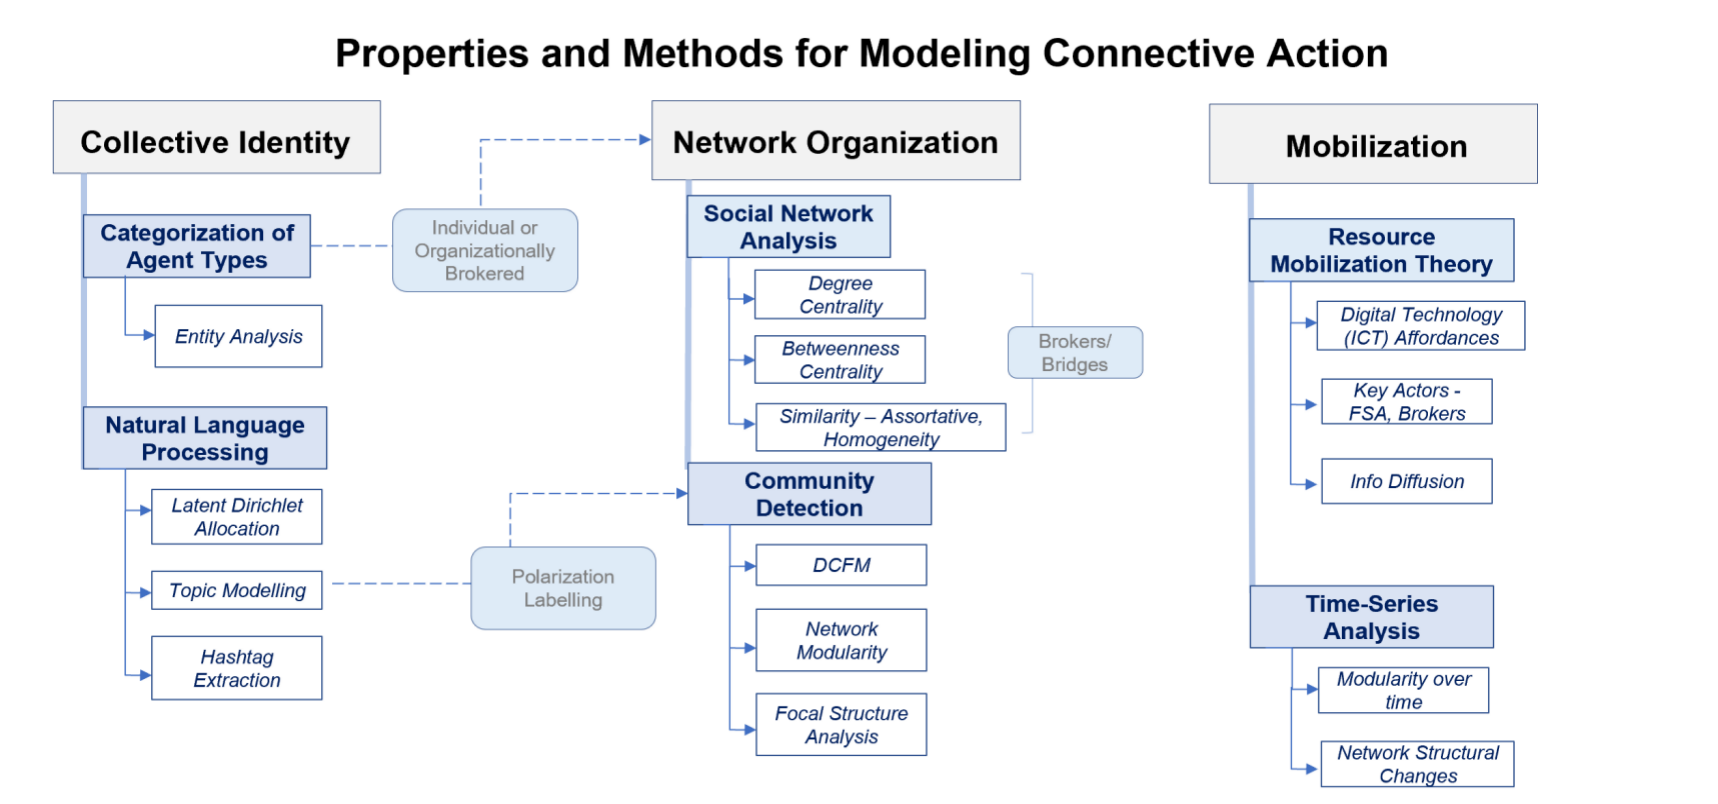 Properties and Methods for Modeling Connective Action
Collective Identity
Categorization of
Agent Types
Entity Analysis
Natural Language
Processing
Latent Dirichlet
Allocation
Topic Modelling
Hashtag
Extraction
Individual or
Organizationally
Brokered
Polarization
Labelling
Network Organization
Social Network
Analysis
Degree
Centrality
Betweenness
Centrality
Similarity – Assortative,
Homogeneity
Brokers/
Bridges
Community
Detection
DCFM
Network
Modularity
Focal Structure
Analysis
Mobilization
Resource
Mobilization Theory
Digital Technology
(ICT) Affordances
Key Actors -
FSA, Brokers
Info Diffusion
Time-Series
Analysis
Modularity over
time
Network Structural
Changes